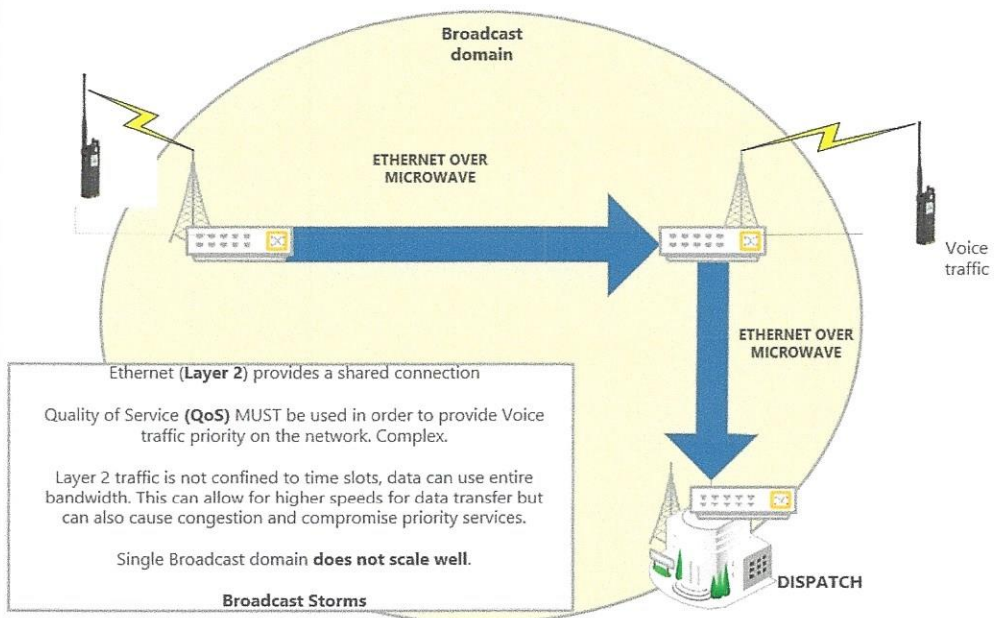 Broadcast
domain
ETHERNET OVER
MICROWAVE
Voice
traffic
ETHERNET OVER
MICROWAVE
Ethernet (Layer 2) provides a shared connection
Quality of Service (QoS) MUST be used in order to provide Voice
traffic priority on the network. Complex.
Layer 2 traffic is not confined to time slots, data can use entire
bandwidth. This can allow for higher speeds for data transfer but
can also cause congestion and compromise priority services.
Single Broadcast domain does not scale well.
Broadcast Storms
DISPATCH